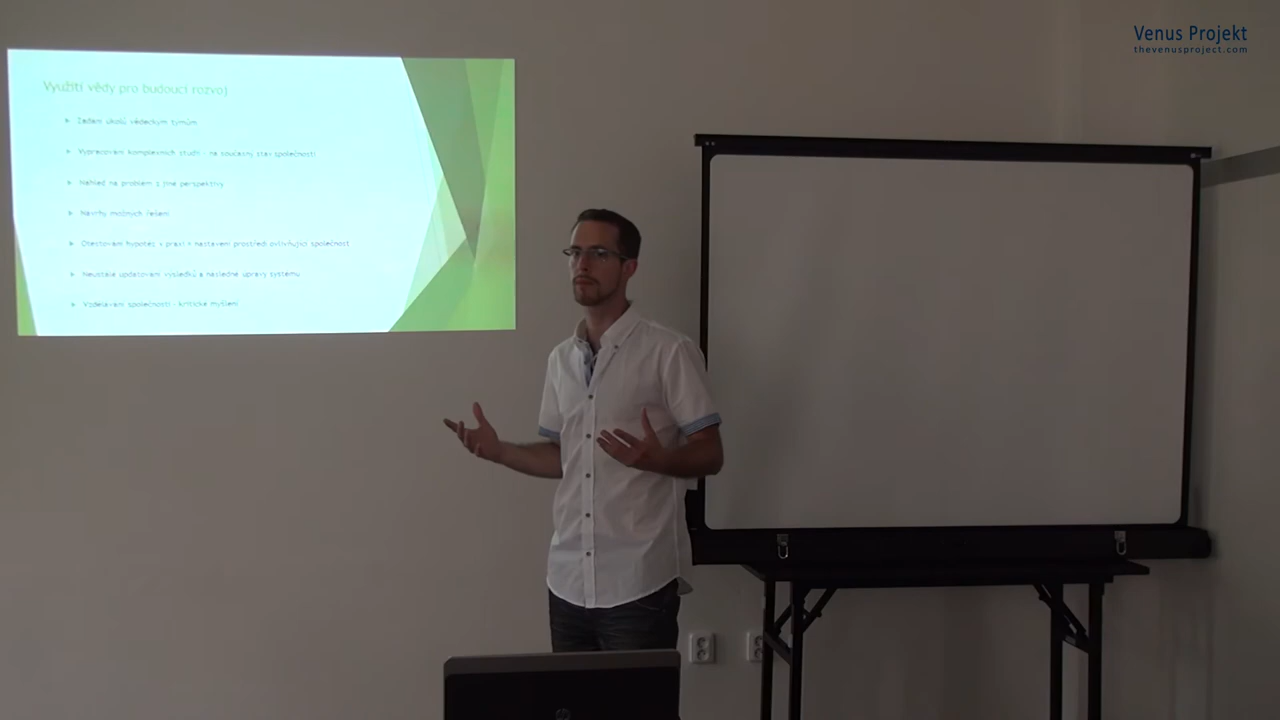 Venus Projekt
thevenusproject.com
Využití vědy pro budoucí rozvoj
Zadání úkolů vědeckým týmům
Vypracování komplexních studií - na současný stav společnosti
Náhled na problém z jiné perspektivy
Návrhy možných řešení
Otestování hypotéz v praxi + nastavení prostředí ovlivňující společnost
Neustálé updatování výsledků a následné úpravy systému
Vzdělávání společnosti - kritické myšlení